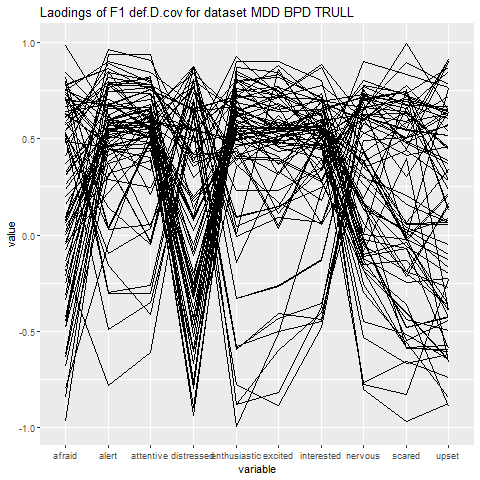 Laodings of F1 def.D.cov for dataset MDD BPD TRULL
1.0
0.5
0.0
-0.5
-1.0
value
afraid alert attentive distressed enthusiastic excited interested nervous scared upset
variable